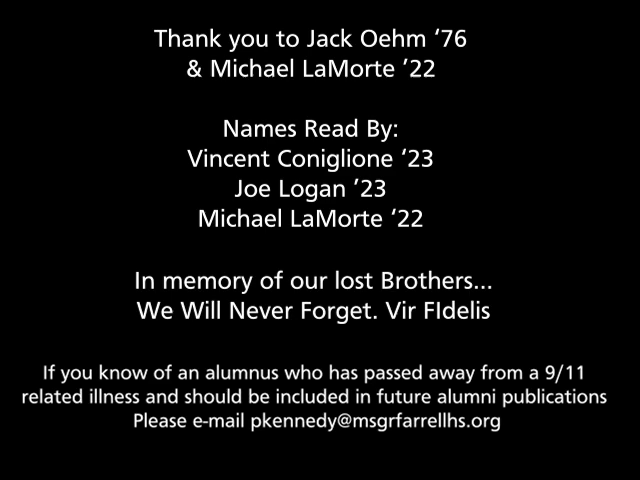 Thank you to Jack Oehm ‘76
& Michael LaMorte ’22
Names Read By:
Vincent Coniglione ‘23
Joe Logan ’23
Michael LaMorte ‘22
In memory of our lost Brothers...
We Will Never Forget. Vir FIdelis
If you know of an alumnus who has passed away from a 9/11
related illness and should be included in future alumni publications
Please e-mail pkennedy@msgrfarrellhs.org